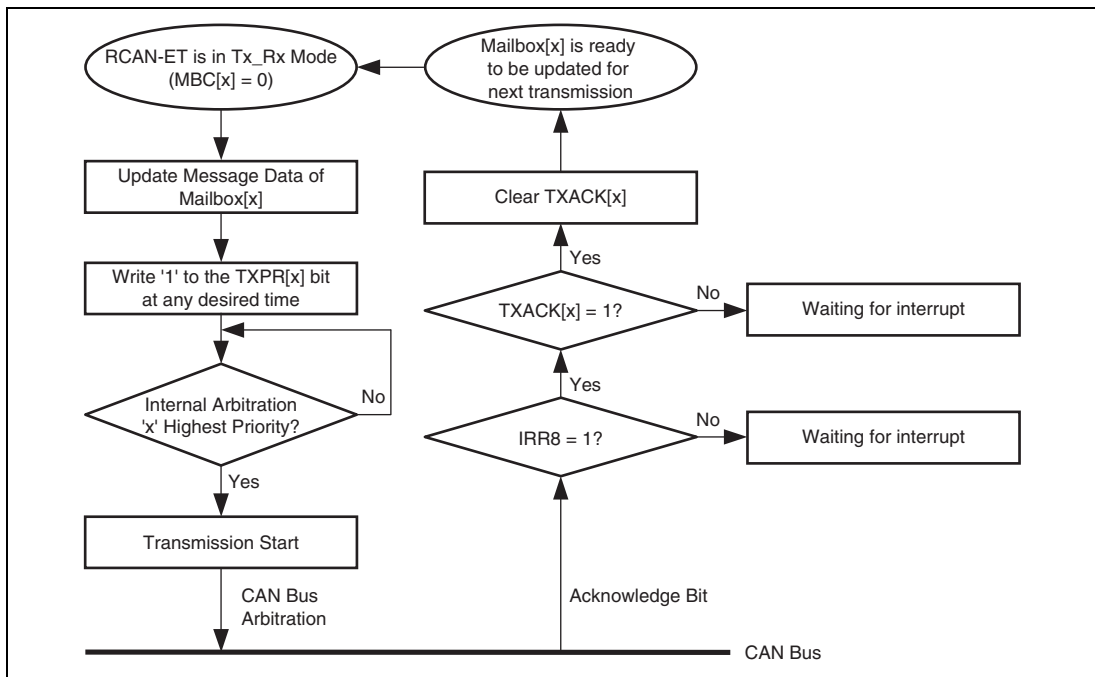 RCAN-ET is in Tx_Rx Mode
(MBC[x] = 0)
Update Message Data of
Mailbox[x]
Write '1' to the TXPR[x] bit
at any desired time
Internal Arbitration
'x' Highest Priority?
No
Yes
Transmission Start
CAN Bus
Arbitration
Mailbox[x] is ready
to be updated for
next transmission
Clear TXACK[x]
Yes
TXACK[x] = 1?
No
Waiting for interrupt
Yes
IRR8 = 1?
No
Waiting for interrupt
Acknowledge Bit
CAN Bus